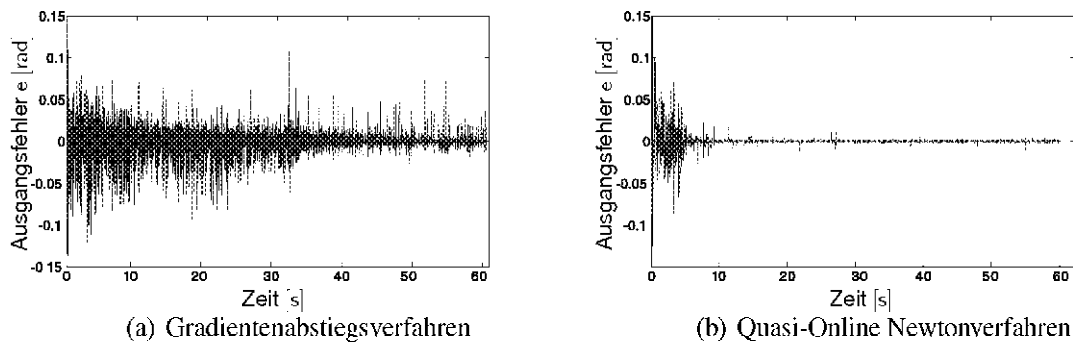 0.15
0.1
0.05
0
-0.05
-0.1
-0.15
Ausgangsfehler e [rad]
0 10 20 30 40 50 60
Zeit [s]
(a) Gradientenabstiegsverfahren
0.15
0.1
0.05
0
-0.05
-0.1
-0.15
Ausgangsfehler e [rad]
0 10 20 30 40 50 60
Zeit [s]
(b) Quasi-Online Newtonverfahren